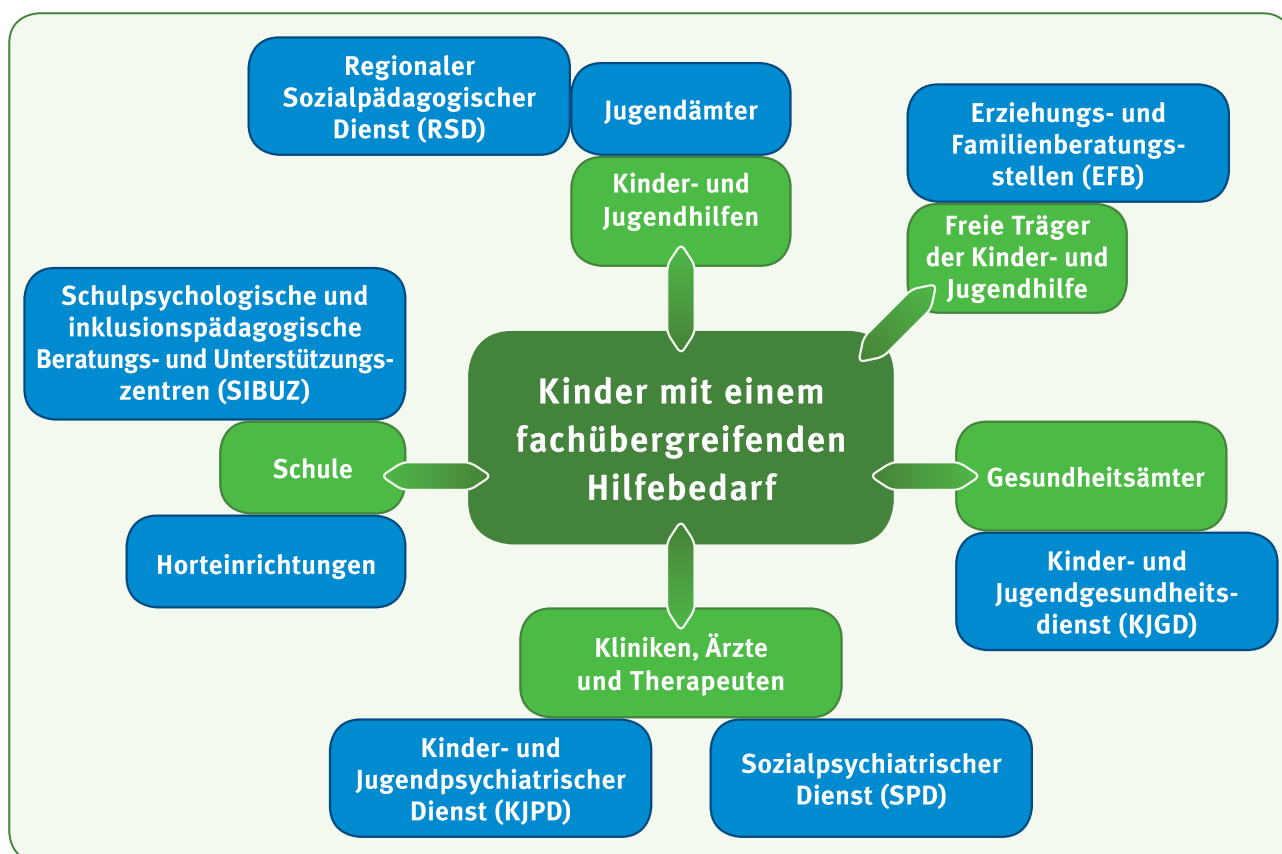 Regionaler
Sozialpädagogischer
Dienst (RSD)
Jugendämter
Kinder- und
Jugendhilfen
Erziehungs- und
Familienberatungs-
stellen (EFB)
Freie Träger
der Kinder- und
Jugendhilfe
Schulpsychologische und
inklusionspädagogische
Beratungs- und Unterstützungs-
zentren (SIBUZ)
Schule
Horteinrichtungen
Kinder mit einem
fachübergreifenden
Hilfebedarf
Gesundheitsämter
Kinder- und
Jugendgesundheits-
dienst (KJGD)
Kliniken, Ärzte
und Therapeuten
Kinder- und
Jugendpsychiatrischer
Dienst (KJPD)
Sozialpsychiatrischer
Dienst (SPD)